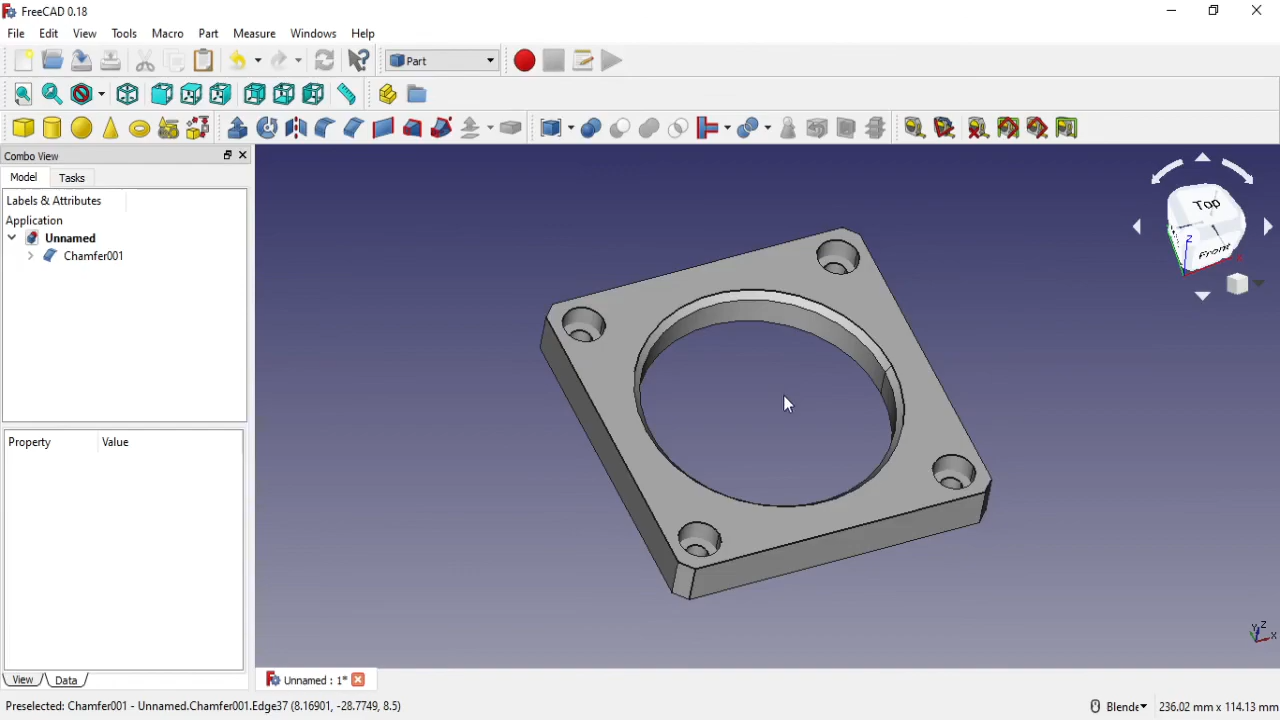 FreeCAD 0.18
File Edit View Tools Macro Part Measure Windows Help
Part
Combo View
Model Tasks
Labels & Attributes
Application
Unnamed
Chamfer001
Property Value
View Data
Top
Front
Z
Y Z X
Unnamed : 1*
Preselected: Chamfer001 - Unnamed.Chamfer001.Edge37 (8.16901, -28.7749, 8.5)
Blende
236.02 mm x 114.13 mm